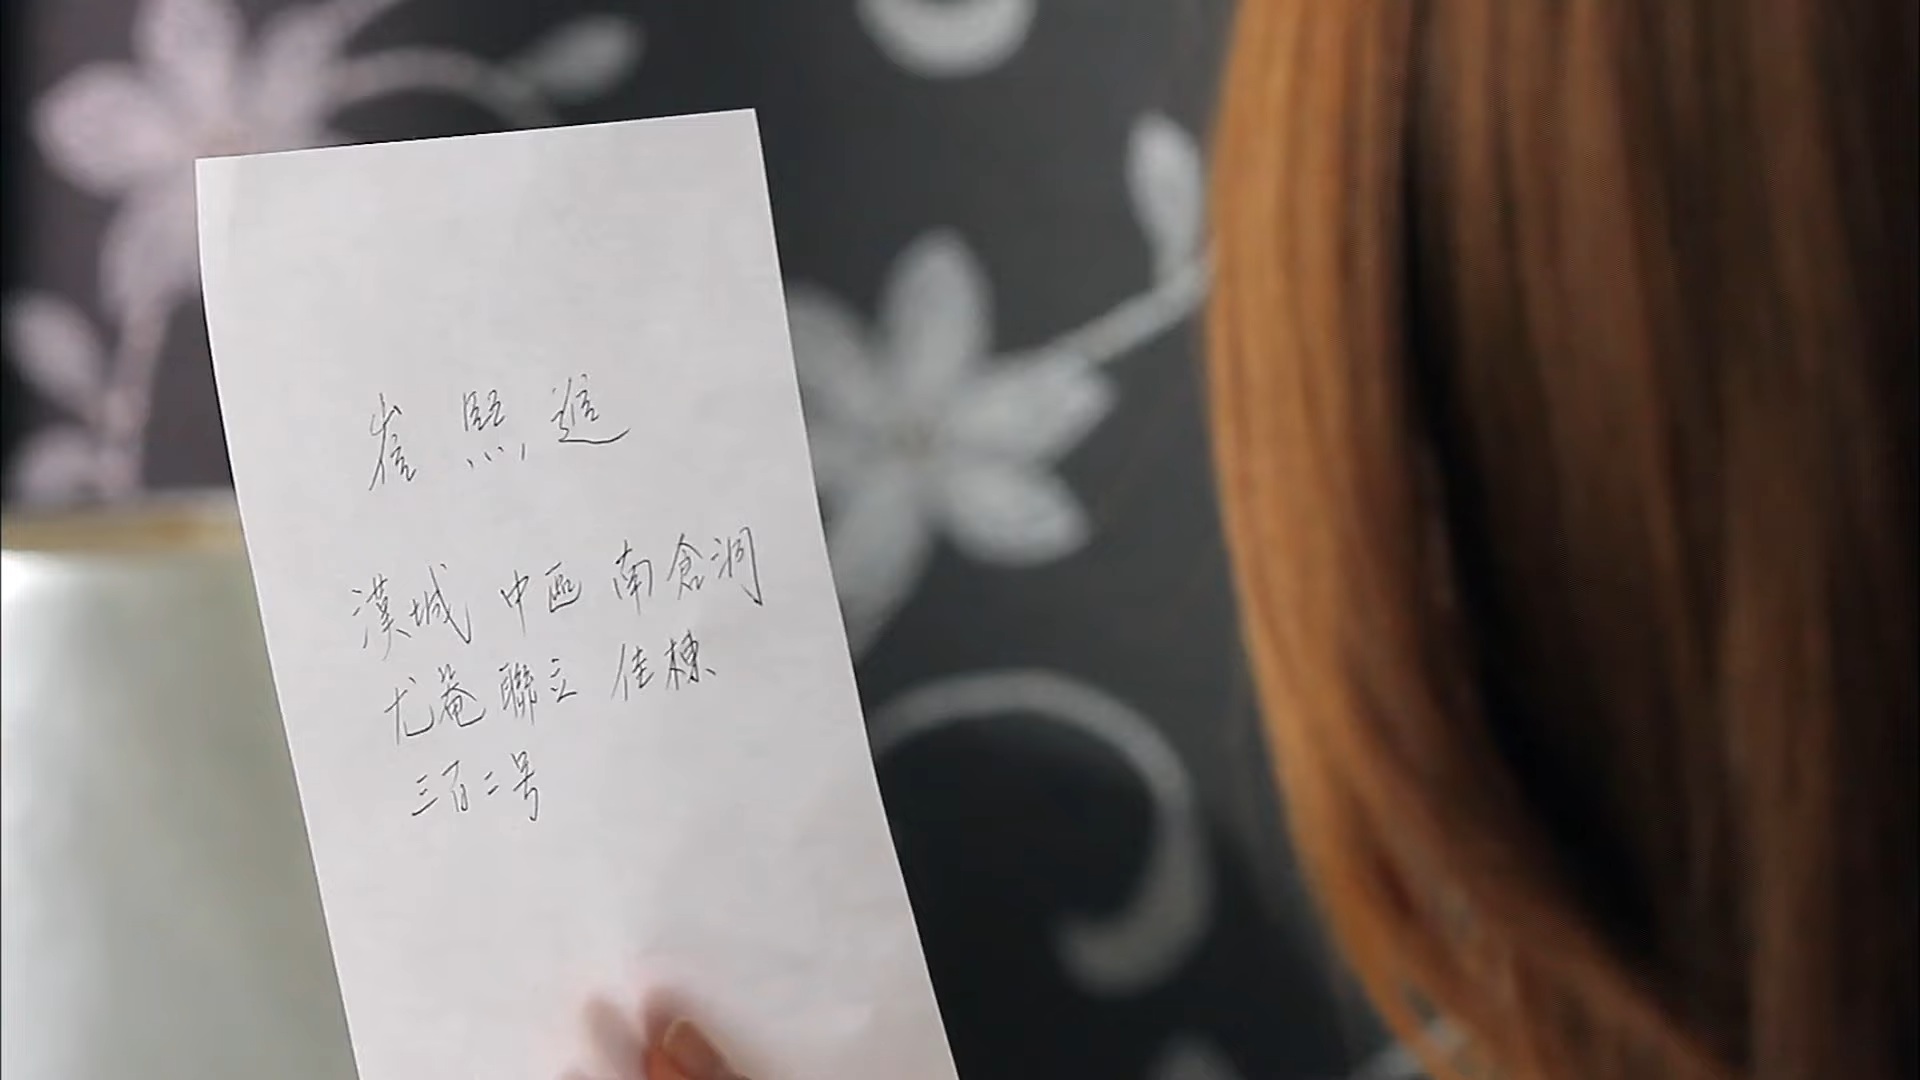 崔 熙 進
漢城 中區 南倉洞
尤菴 聯立 佳棟
三百二号